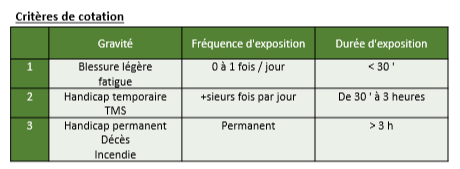 Critères de cotation
Gravité Fréquence d'exposition Durée d'exposition
1 Blessure légère 0 à 1 fois / jour < 30 '
fatigue
2 Handicap temporaire +sieurs fois par jour De 30 ' à 3 heures
TMS
3 Handicap permanent Permanent > 3 h
Décès
Incendie